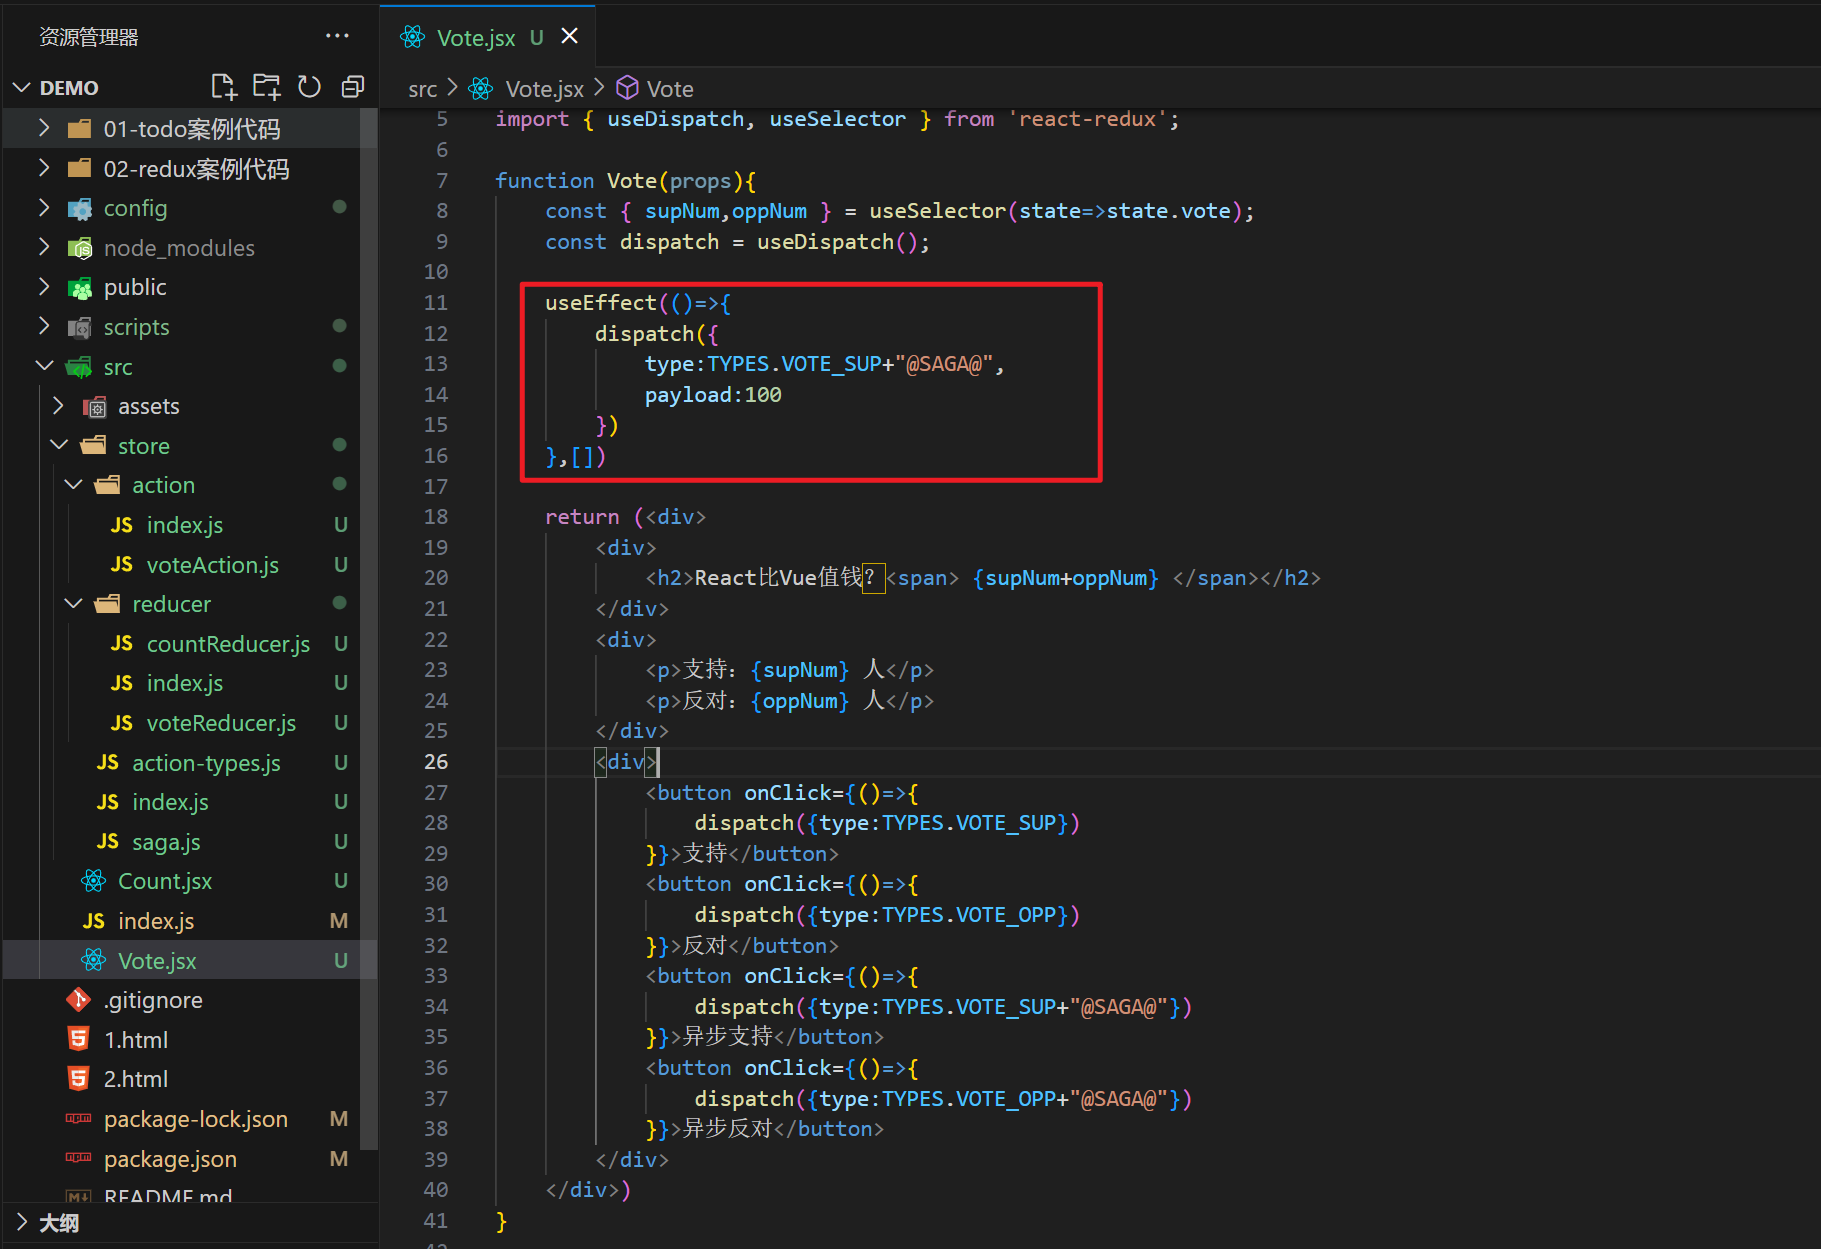 资源管理器
DEMO
01-todo案例代码
02-redux案例代码
config
node_modules
public
scripts
src
assets
store
action
index.js U
voteAction.js U
reducer
countReducer.js U
index.js U
voteReducer.js U
action-types.js U
index.js U
saga.js U
Count.jsx U
index.js M
Vote.jsx U
.gitignore
1.html
2.html
package-lock.json M
package.json M
README.md
大纲
Vote.jsx U
src > Vote.jsx > Vote
5 import { useDispatch, useSelector } from 'react-redux';
6
7 function Vote(props){
8 const { supNum,oppNum } = useSelector(state=>state.vote);
9 const dispatch = useDispatch();
10
11 useEffect(()=>{
12 dispatch({
13 type:TYPES.VOTE_SUP+"@SAGA@",
14 payload:100
15 })
16 },[])
17
18 return (<div>
19 <div>
20 <h2>React比Vue值钱？<span> {supNum+oppNum} </span></h2>
21 </div>
22 <div>
23 <p>支持：{supNum} 人</p>
24 <p>反对：{oppNum} 人</p>
25 </div>
26 <div>
27 <button onClick={()=>{
28 dispatch({type:TYPES.VOTE_SUP})
29 }}>支持</button>
30 <button onClick={()=>{
31 dispatch({type:TYPES.VOTE_OPP})
32 }}>反对</button>
33 <button onClick={()=>{
34 dispatch({type:TYPES.VOTE_SUP+"@SAGA@"})
35 }}>异步支持</button>
36 <button onClick={()=>{
37 dispatch({type:TYPES.VOTE_OPP+"@SAGA@"})
38 }}>异步反对</button>
39 </div>
40 </div>)
41 }